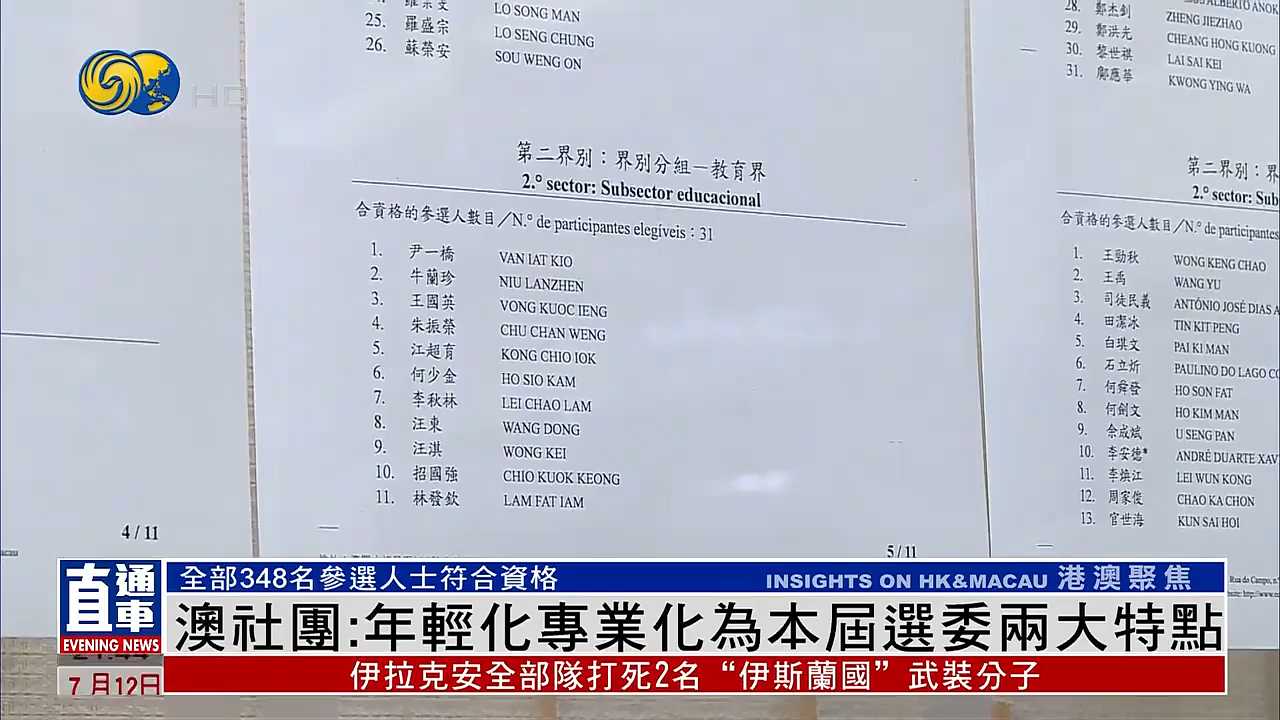 LO SONG MAN
25. 羅盛宗 LO SENG CHUNG
26. 蘇榮安 SOU WENG ON
第二界別：界別分組－教育界
2.º sector: Subsector educacional
合資格的參選人數目／N.º de participantes elegíveis：31
1. 尹一橋 VAN IAT KIO
2. 牛蘭珍 NIU LANZHEN
3. 王國英 VONG KUOC IENG
4. 朱振榮 CHU CHAN WENG
5. 江超育 KONG CHIO IOK
6. 何少金 HO SIO KAM
7. 李秋林 LEI CHAO LAM
8. 汪東 WANG DONG
9. 汪淇 WONG KEI
10. 招國強 CHIO KUOK KEONG
11. 林發欽 LAM FAT IAM
4 / 11
5 / 11
ALBERTO ANOK
28. 鄭杰釗 ZHENG JIEZHAO
29. 鄭洪光 CHEANG HONG KUONG
30. 黎世祺 LAI SAI KEI
31. 鄺應華 KWONG YING WA
第二界別：界
2.º sector: Sub
合資格的參選人數目／N.º de participantes
1. 王勁秋 WONG KENG CHAO
2. 王禹 WANG YU
3. 司徒民義 ANTÓNIO JOSÉ DIAS A
4. 田潔冰 TIN KIT PENG
5. 白琪文 PAI KI MAN
6. 石立炘 PAULINO DO LAGO CO
7. 何舜發 HO SON FAT
8. 何劍文 HO KIM MAN
9. 余成斌 U SENG PAN
10. 李安德* ANDRÉ DUARTE XAV
11. 李煥江 LEI WUN KONG
12. 周家俊 CHAO KA CHON
13. 官世海 KUN SAI HOI
Rua do Campo, n.
HD
直通車
EVENING NEWS
全部348名參選人士符合資格
INSIGHTS ON HK&MACAU 港澳聚焦
澳社團:年輕化專業化為本屆選委兩大特點
7月12日
伊拉克安全部隊打死2名“伊斯蘭國”武裝分子